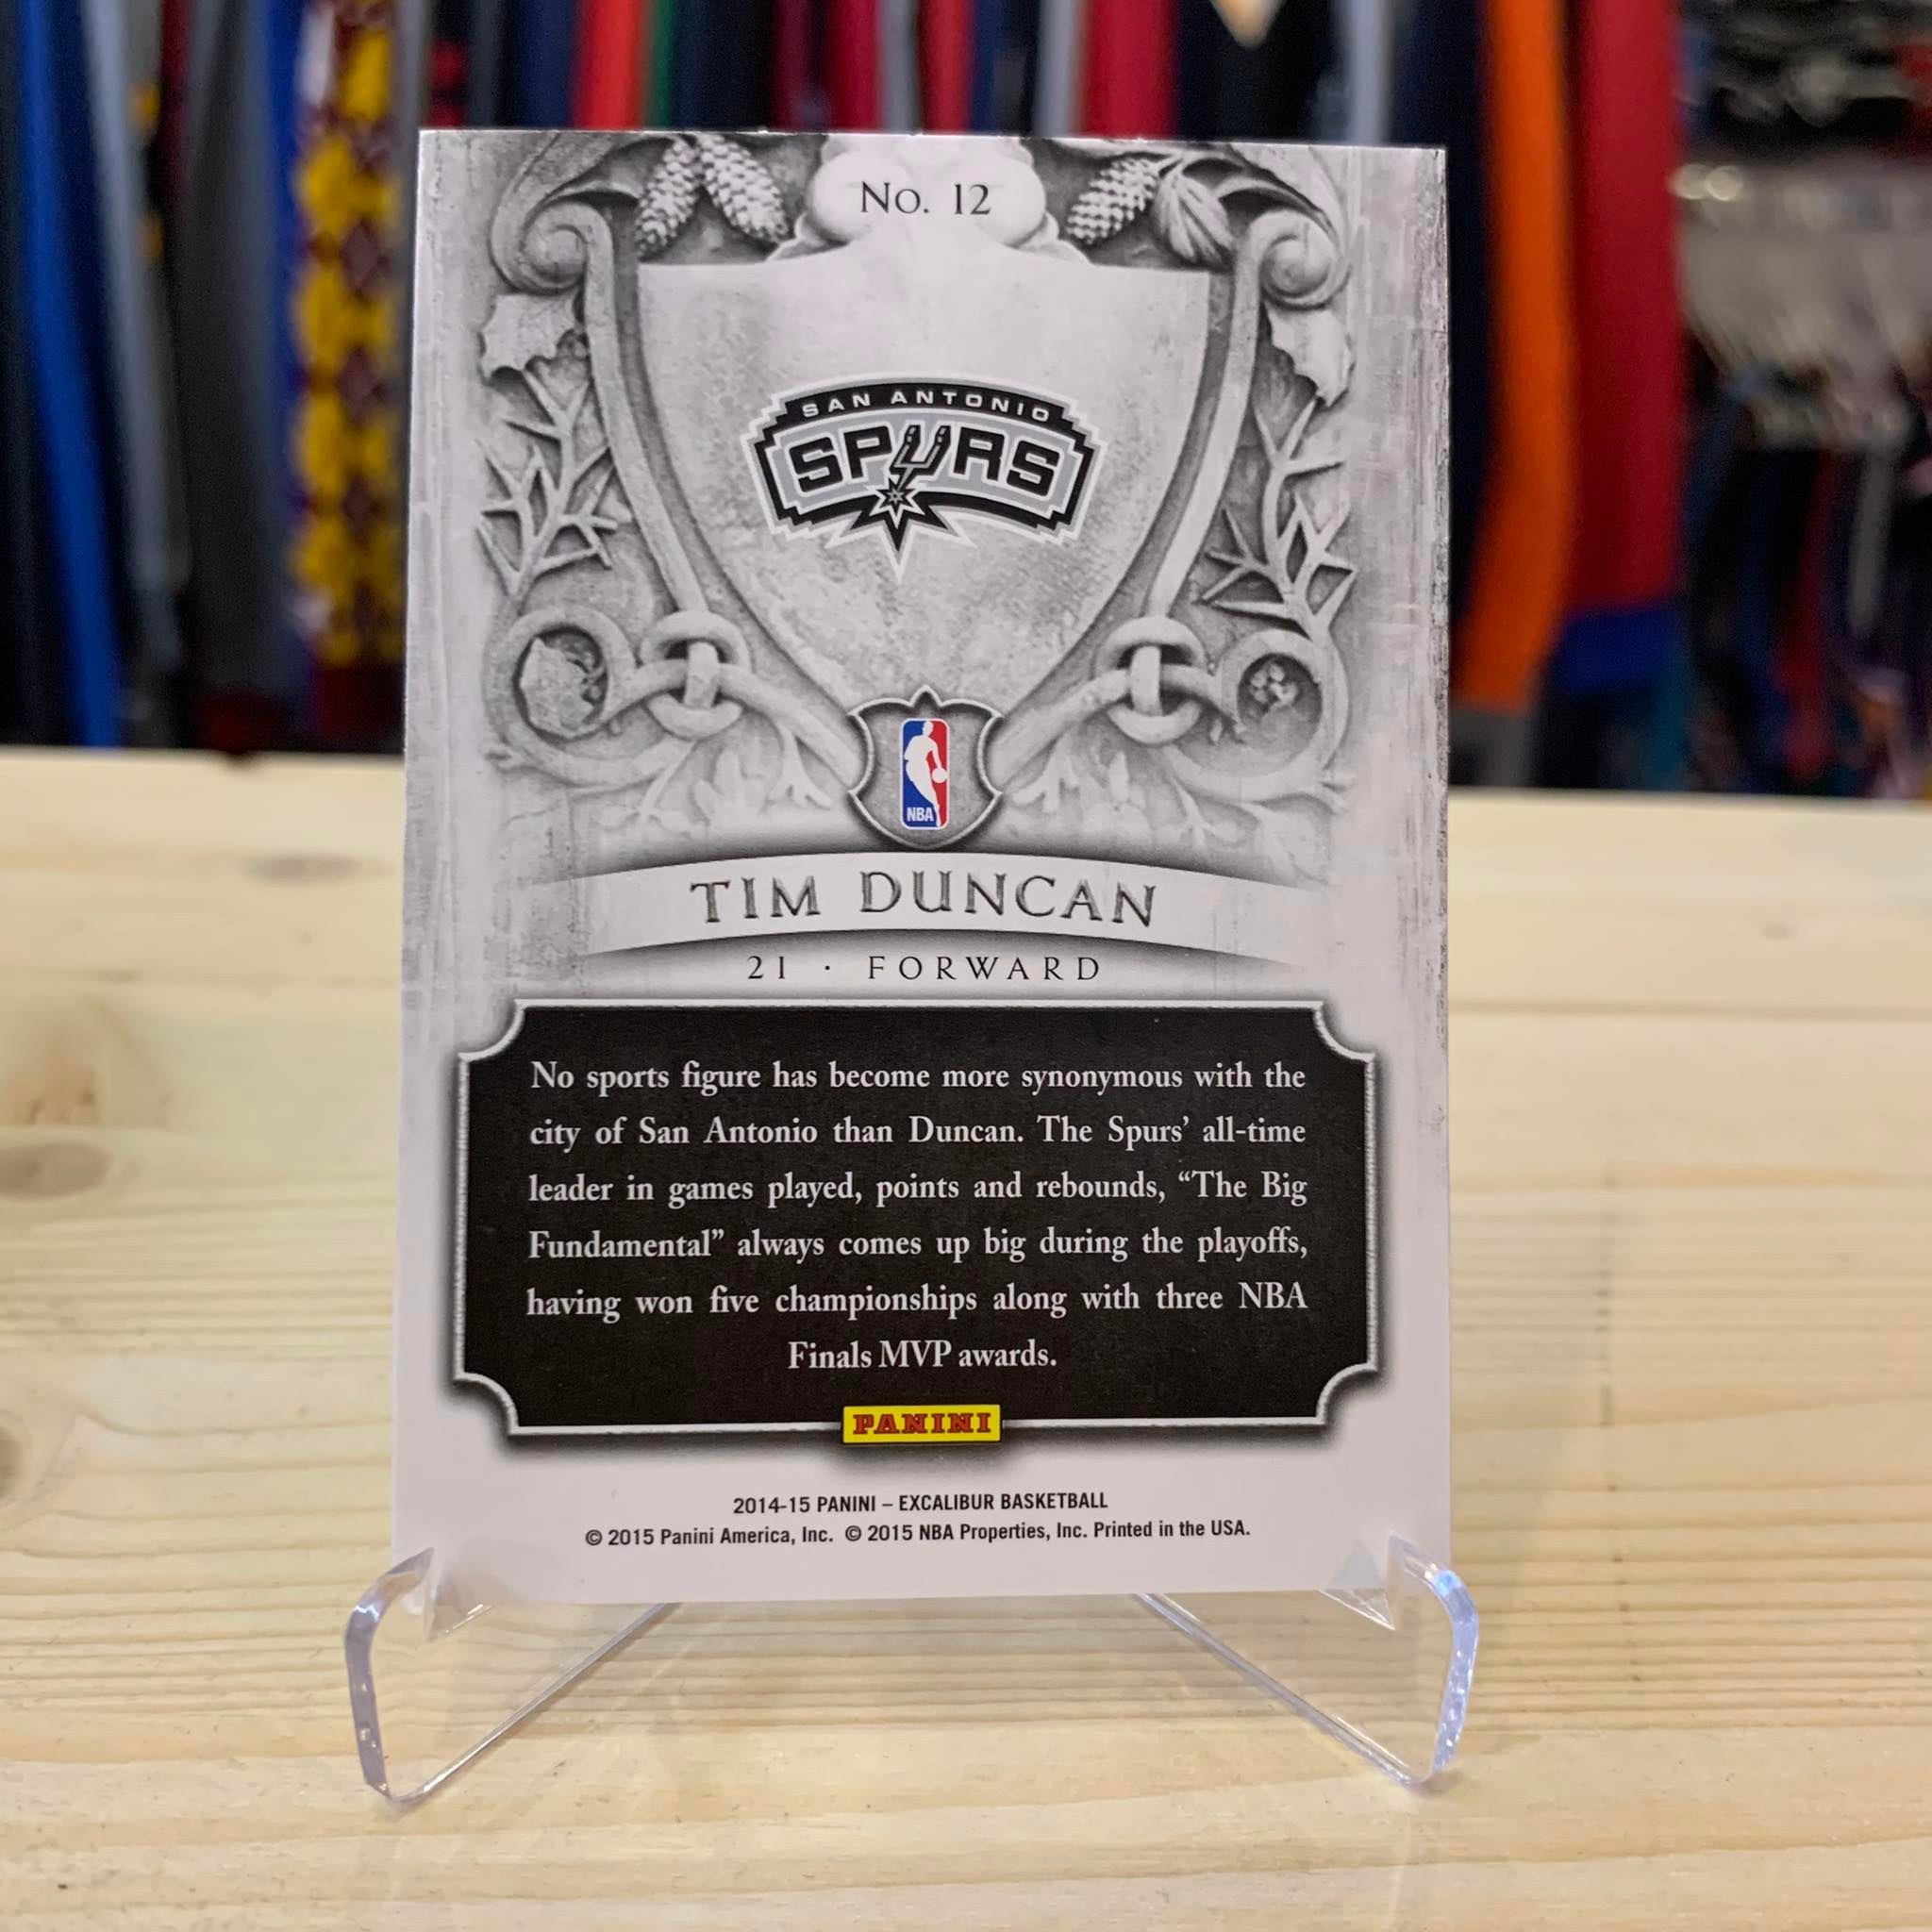 No. 12
SAN ANTONIO
SPURS
NBA
TIM DUNCAN
21 · FORWARD
No sports figure has become more synonymous with the
city of San Antonio than Duncan. The Spurs’ all-time
leader in games played, points and rebounds, “The Big
Fundamental” always comes up big during the playoffs,
having won five championships along with three NBA
Finals MVP awards.
PANINI
2014-15 PANINI – EXCALIBUR BASKETBALL
© 2015 Panini America, Inc. © 2015 NBA Properties, Inc. Printed in the USA.